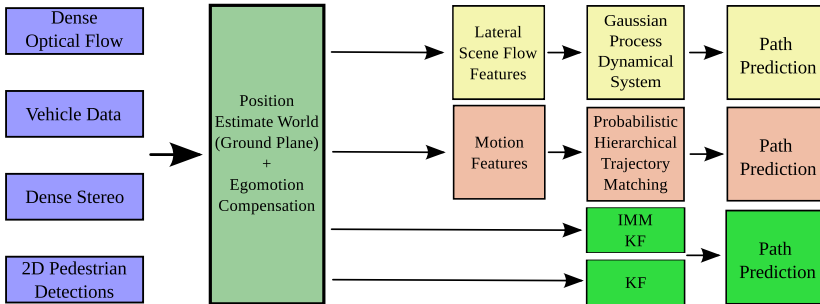 Dense
Optical Flow
Vehicle Data
Dense Stereo
2D Pedestrian
Detections
Position
Estimate World
(Ground Plane)
+
Egomotion
Compensation
Lateral
Scene Flow
Features
Gaussian
Process
Dynamical
System
Path
Prediction
Motion
Features
Probabilistic
Hierarchical
Trajectory
Matching
Path
Prediction
IMM
KF
KF
Path
Prediction